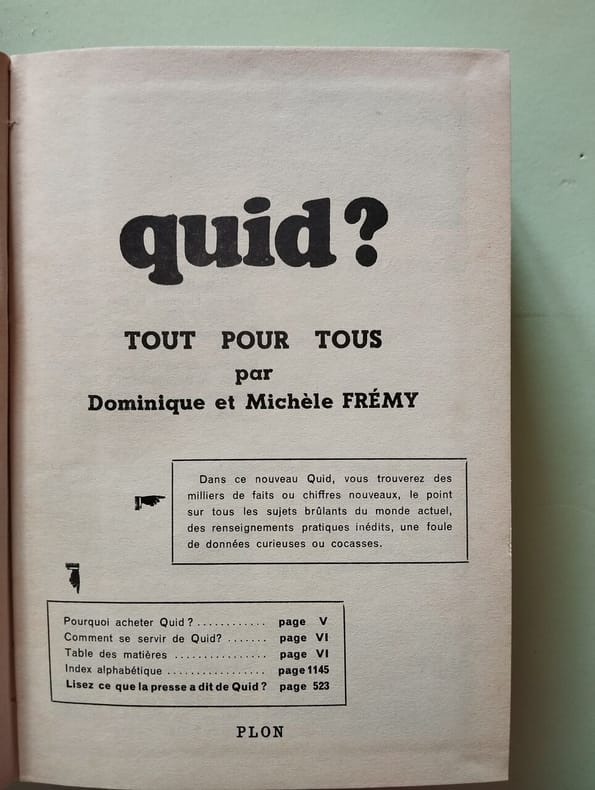 quid?
TOUT POUR TOUS
par
Dominique et Michèle FRÉMY
Dans ce nouveau Quid, vous trouverez des
milliers de faits ou chiffres nouveaux, le point
sur tous les sujets brûlants du monde actuel,
des renseignements pratiques inédits, une foule
de données curieuses ou cocasses.
Pourquoi acheter Quid ? ............ page V
Comment se servir de Quid? ....... page VI
Table des matières ................ page VI
Index alphabétique ................. page 1145
Lisez ce que la presse a dit de Quid ? page 523
PLON